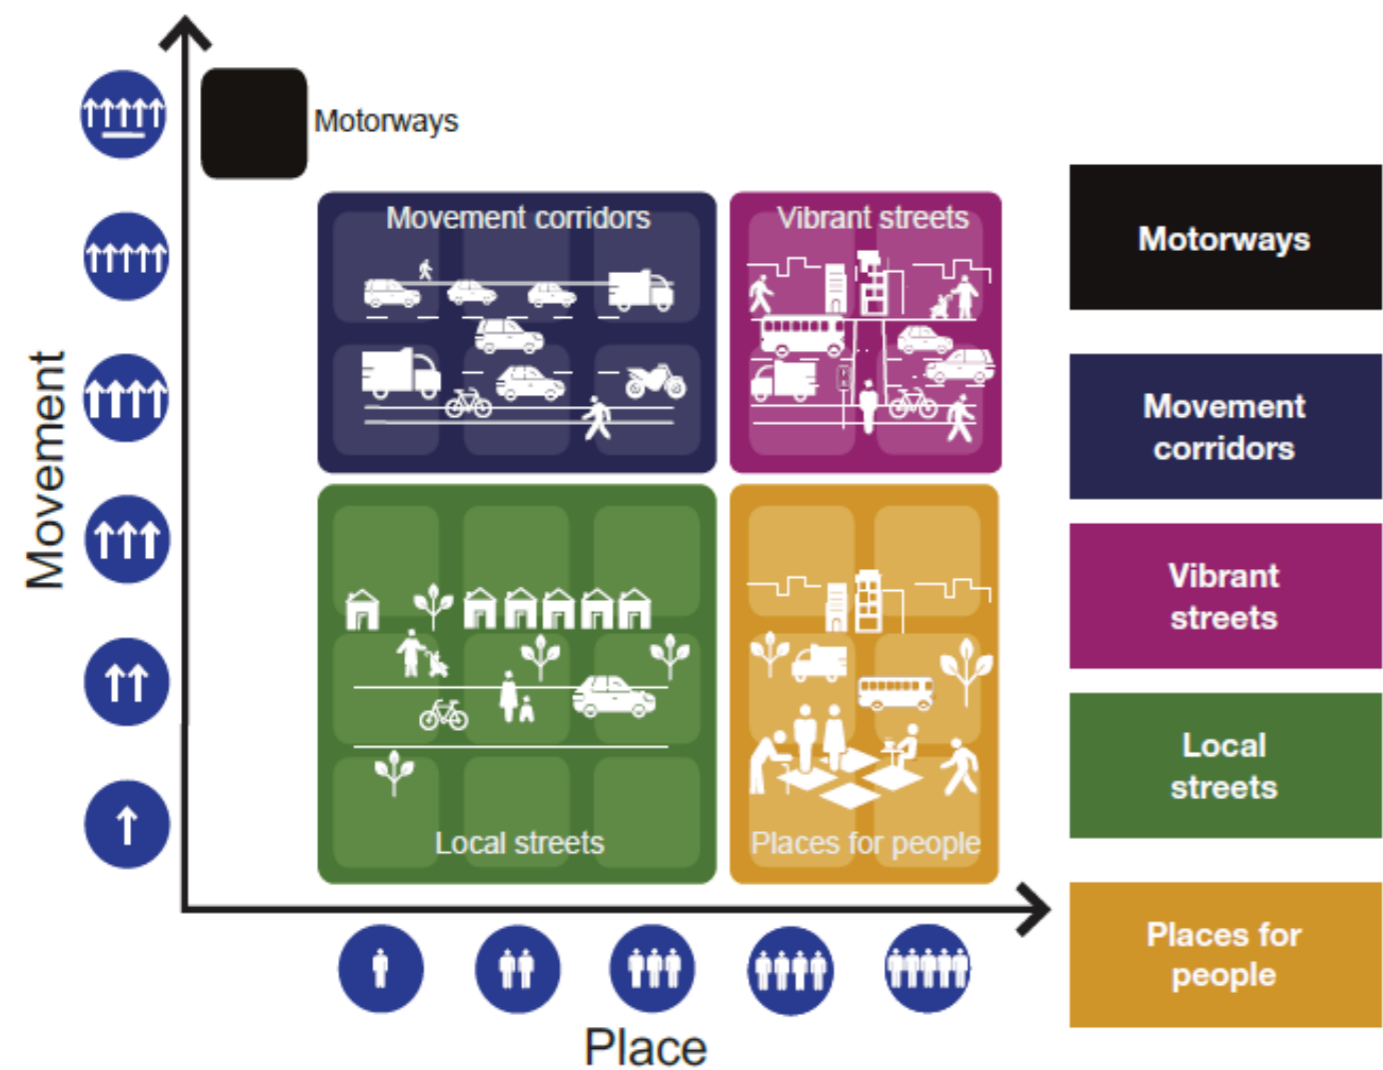 Motorways
Movement corridors
Vibrant streets
Local streets
Places for people
Movement
Place
Motorways
Movement
corridors
Vibrant
streets
Local
streets
Places for
people